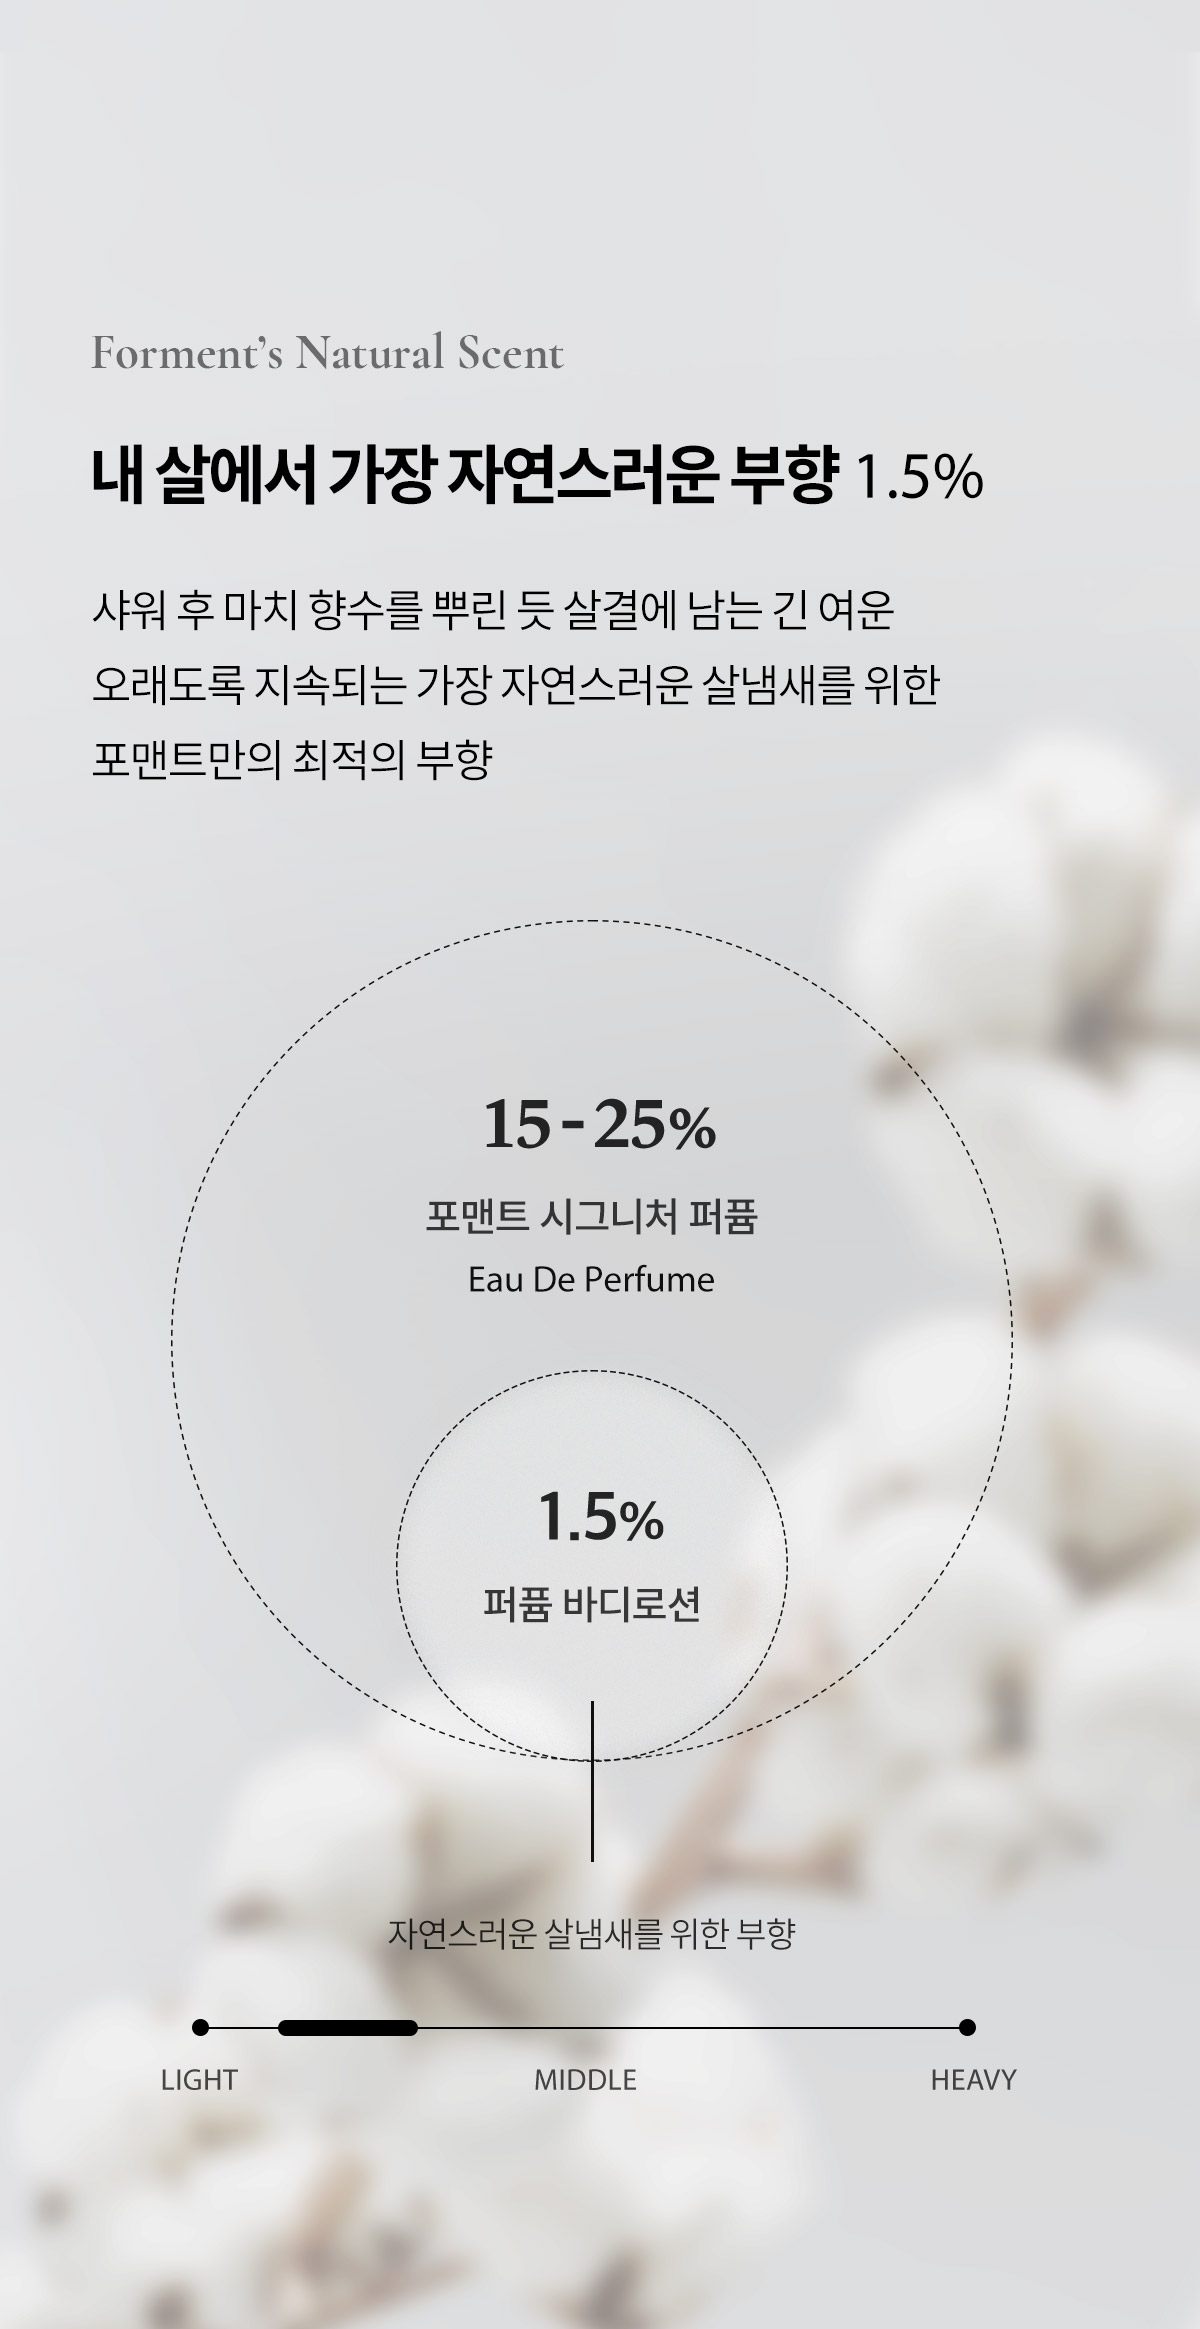 Forment’s Natural Scent
내 살에서 가장 자연스러운 부향 1.5%
샤워 후 마치 향수를 뿌린 듯 살결에 남는 긴 여운
오래도록 지속되는 가장 자연스러운 살냄새를 위한
포맨트만의 최적의 부향
15-25%
포맨트 시그니처 퍼퓸
Eau De Perfume
1.5%
퍼퓸 바디로션
자연스러운 살냄새를 위한 부향
LIGHT MIDDLE HEAVY